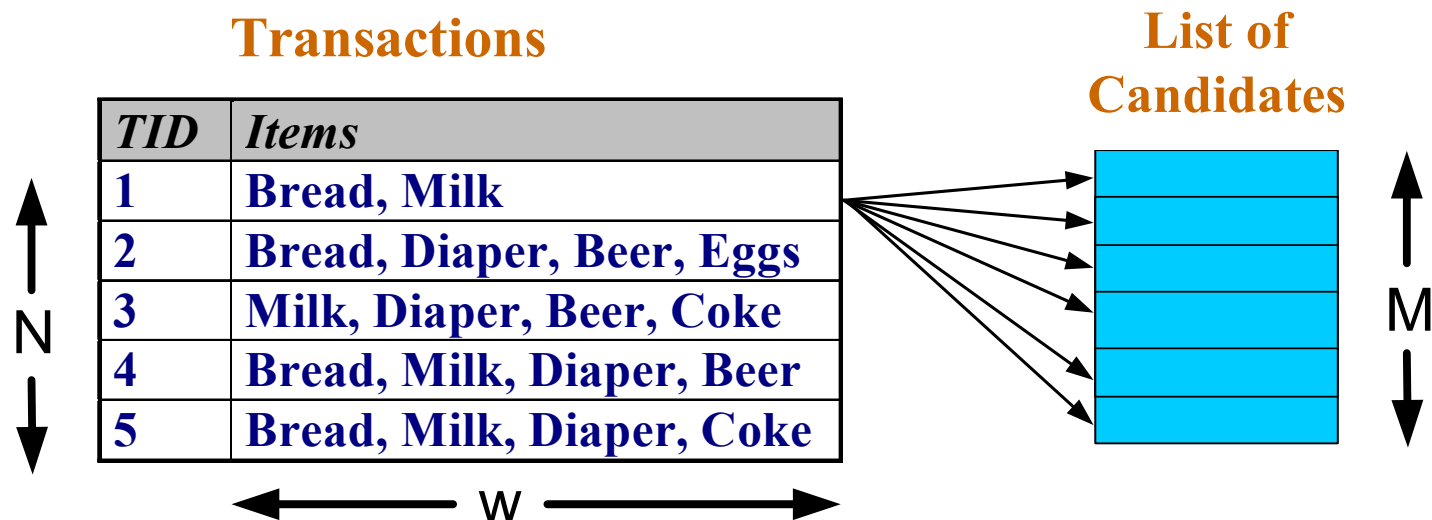 Transactions
List of
Candidates
TID Items
1 Bread, Milk
2 Bread, Diaper, Beer, Eggs
3 Milk, Diaper, Beer, Coke
4 Bread, Milk, Diaper, Beer
5 Bread, Milk, Diaper, Coke
N
M
w